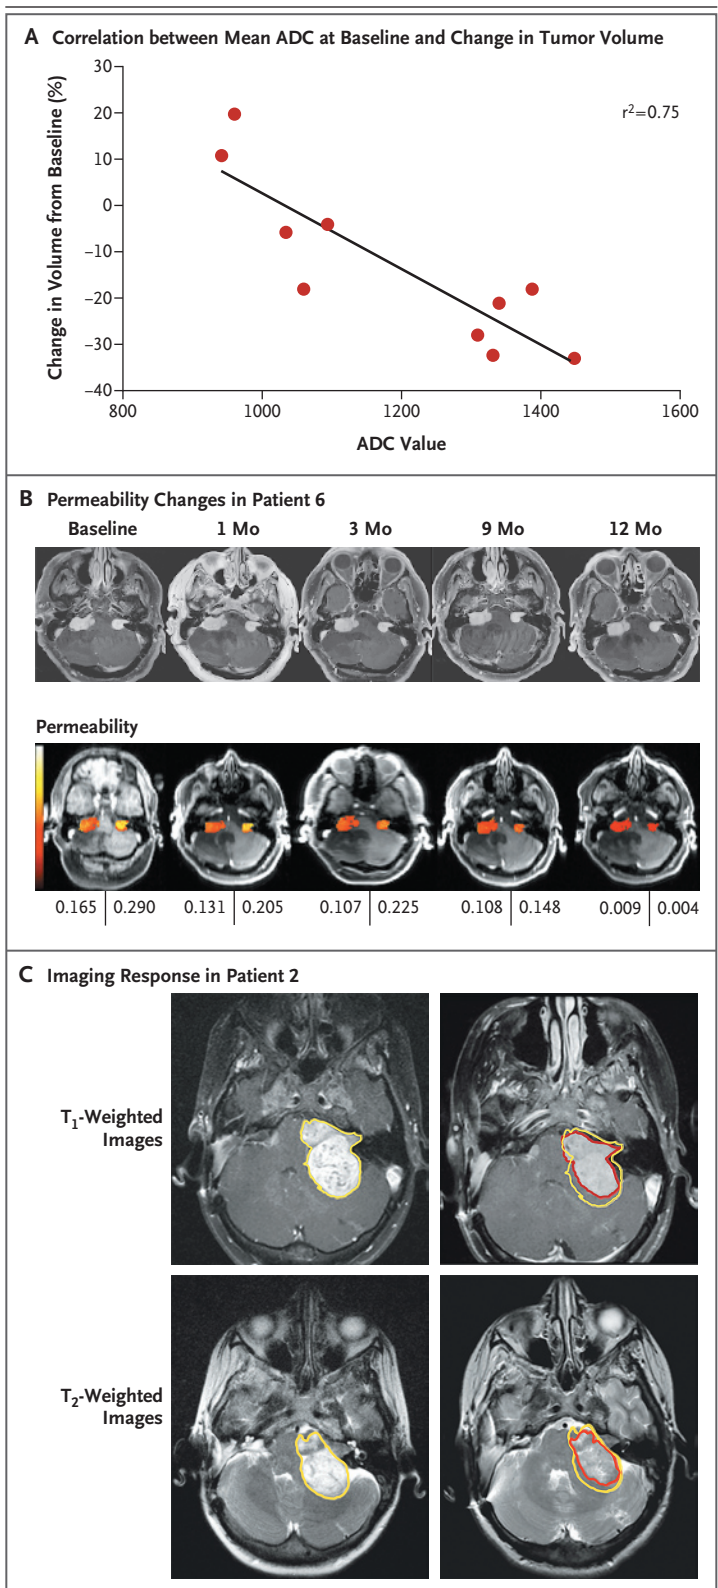 A Correlation between Mean ADC at Baseline and Change in Tumor Volume
Change in Volume from Baseline (%)
30
20
10
0
–10
–20
–30
–40
r²=0.75
800
1000
1200
1400
1600
ADC Value
B Permeability Changes in Patient 6
Baseline
1 Mo
3 Mo
9 Mo
12 Mo
Permeability
0.165 0.290
0.131 0.205
0.107 0.225
0.108 0.148
0.009 0.004
C Imaging Response in Patient 2
T₁-Weighted
Images
T₂-Weighted
Images